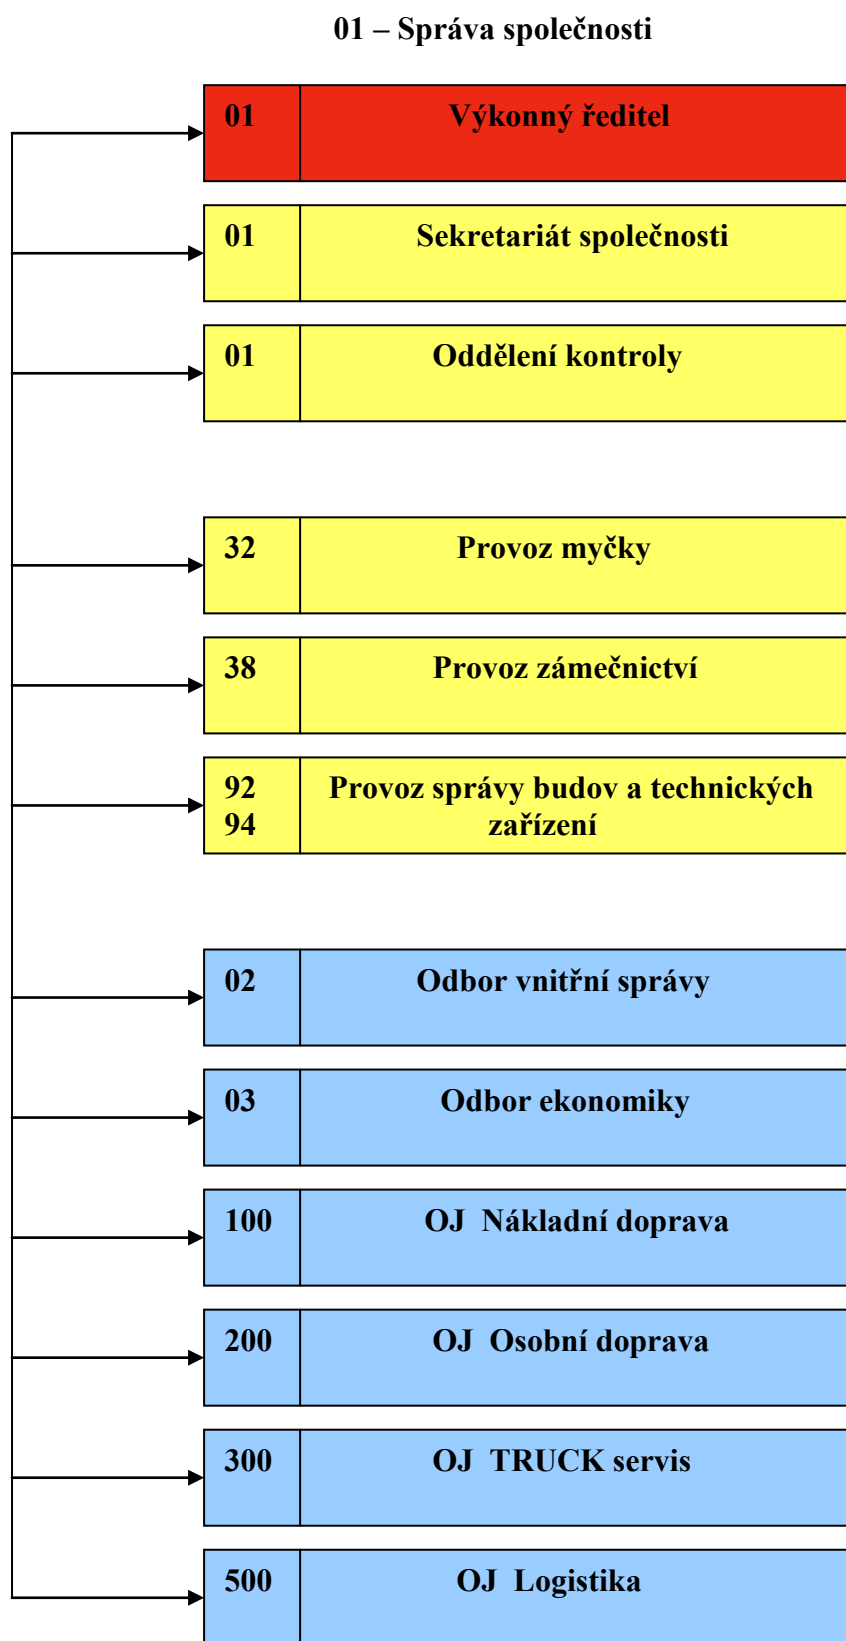 01 – Správa společnosti
01 Výkonný ředitel
01 Sekretariát společnosti
01 Oddělení kontroly
32 Provoz myčky
38 Provoz zámečnictví
92 Provoz správy budov a technických
94 zařízení
02 Odbor vnitřní správy
03 Odbor ekonomiky
100 OJ Nákladní doprava
200 OJ Osobní doprava
300 OJ TRUCK servis
500 OJ Logistika